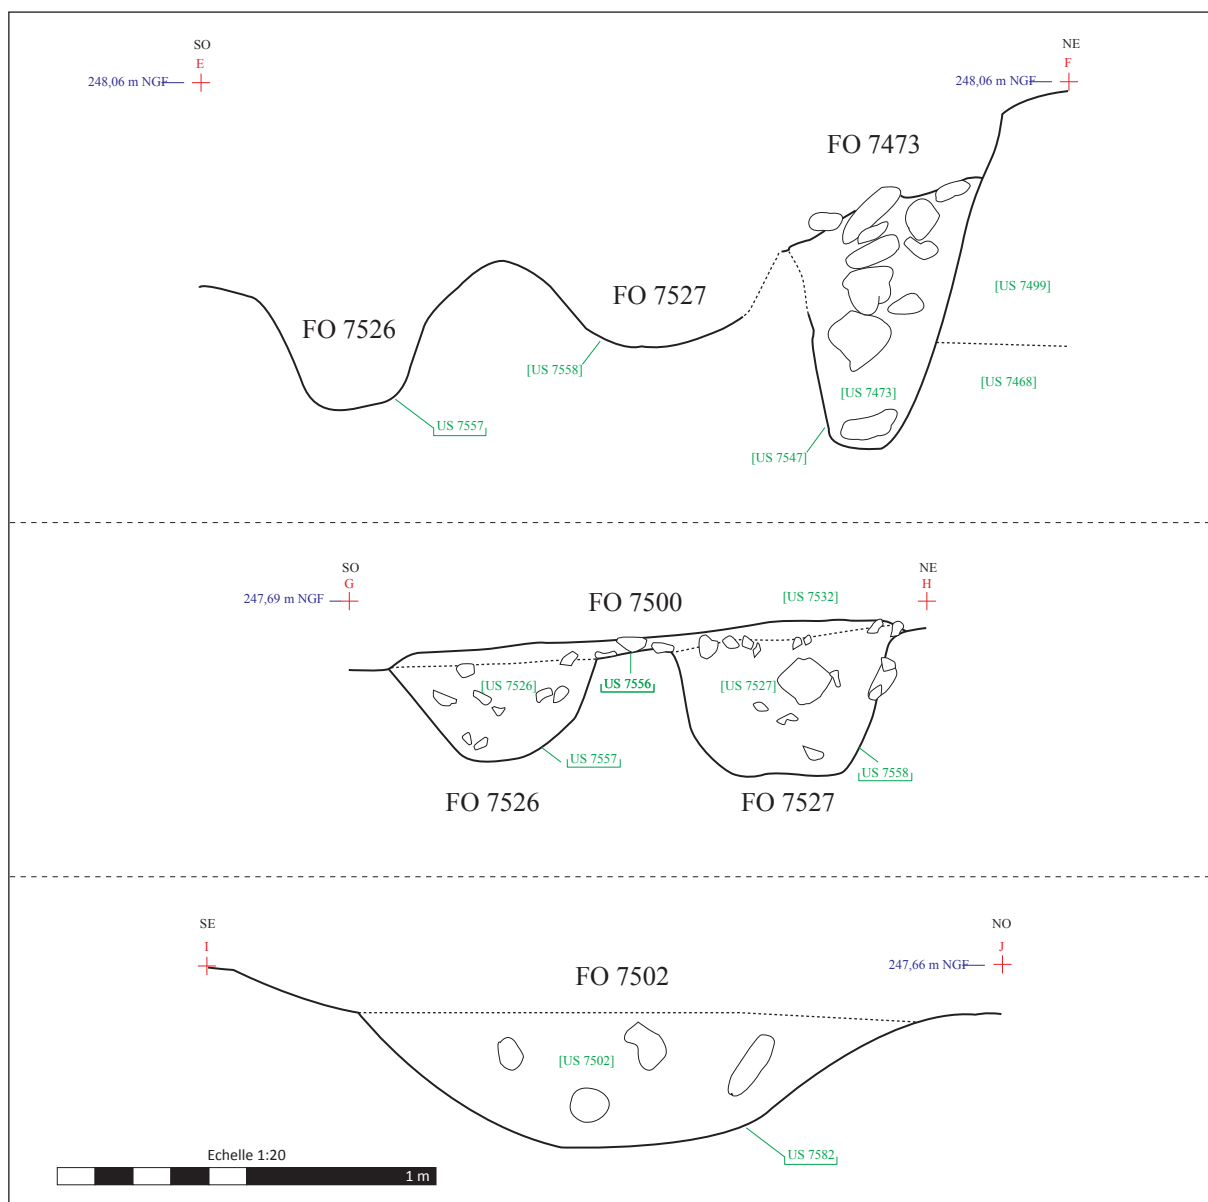 SO
E
248,06 m NGF
NE
F
248,06 m NGF
FO 7473
FO 7526
FO 7527
[US 7499]
[US 7558]
[US 7468]
[US 7473]
US 7557
[US 7547]
SO
G
247,69 m NGF
NE
H
FO 7500
[US 7532]
[US 7526]
US 7556
[US 7527]
US 7557
US 7558
FO 7526
FO 7527
SE
I
NO
J
247,66 m NGF
FO 7502
[US 7502]
US 7582
Echelle 1:20
1 m